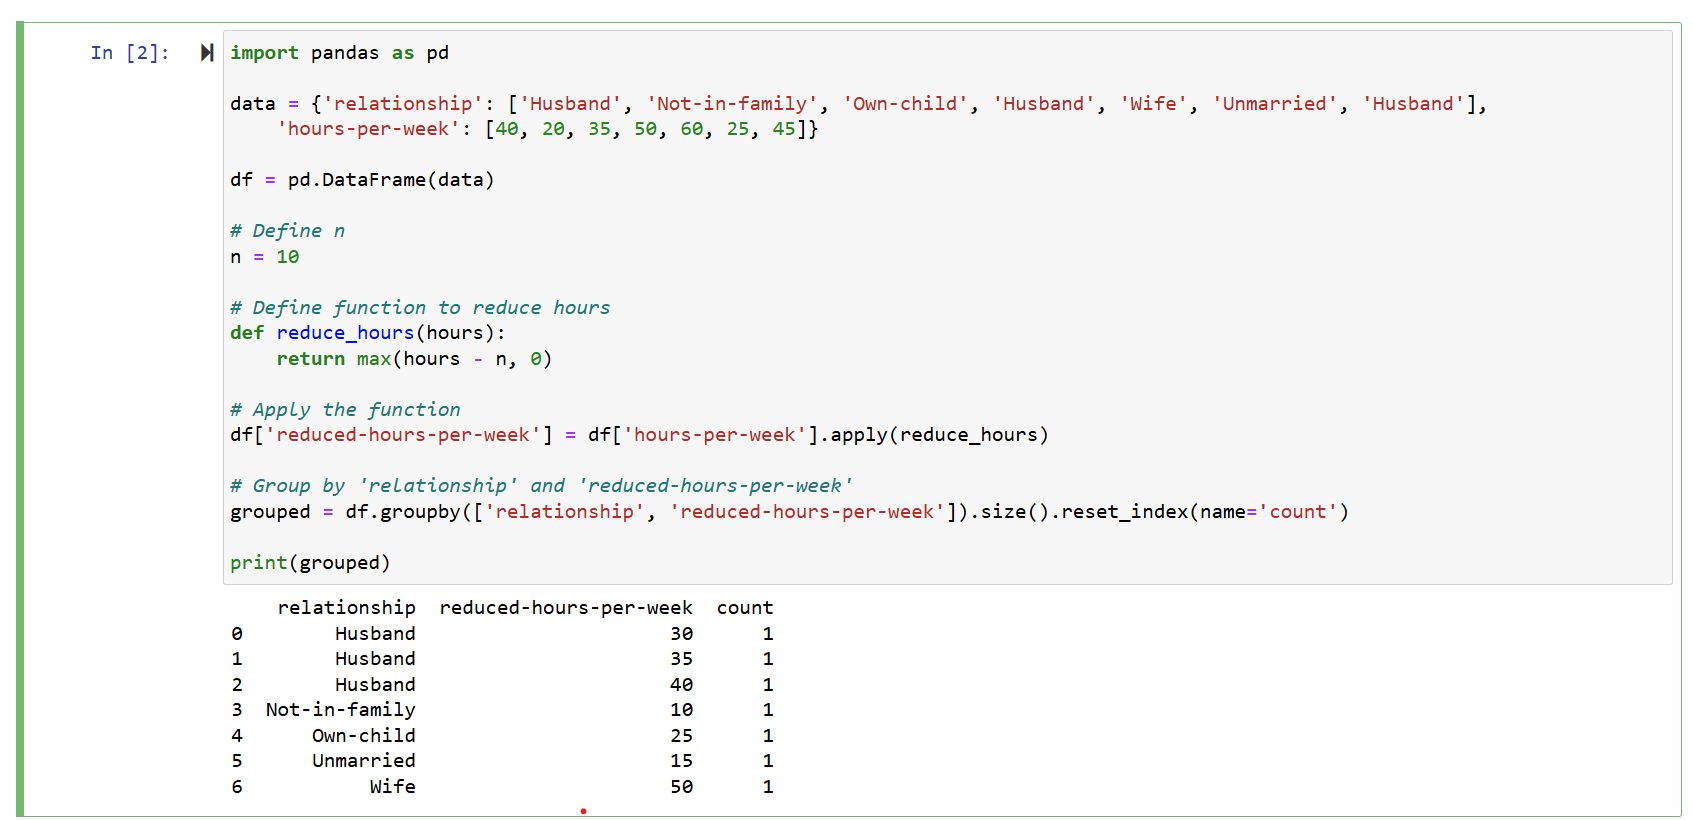 In [2]:
import pandas as pd
data = {'relationship': ['Husband', 'Not-in-family', 'Own-child', 'Husband', 'Wife', 'Unmarried', 'Husband'],
    'hours-per-week': [40, 20, 35, 50, 60, 25, 45]}
df = pd.DataFrame(data)
# Define n
n = 10
# Define function to reduce hours
def reduce_hours(hours):
    return max(hours - n, 0)
# Apply the function
df['reduced-hours-per-week'] = df['hours-per-week'].apply(reduce_hours)
# Group by 'relationship' and 'reduced-hours-per-week'
grouped = df.groupby(['relationship', 'reduced-hours-per-week']).size().reset_index(name='count')
print(grouped)
    relationship  reduced-hours-per-week  count
0        Husband                      30      1
1        Husband                      35      1
2        Husband                      40      1
3  Not-in-family                      10      1
4      Own-child                      25      1
5      Unmarried                      15      1
6           Wife                      50      1